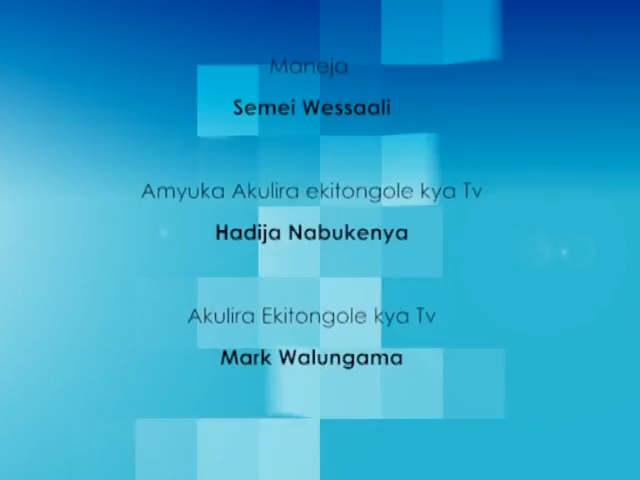 Maneja
Semei Wessaali
Amyuka Akulira ekitongole kya Tv
Hadija Nabukenya
Akulira Ekitongole kya Tv
Mark Walungama